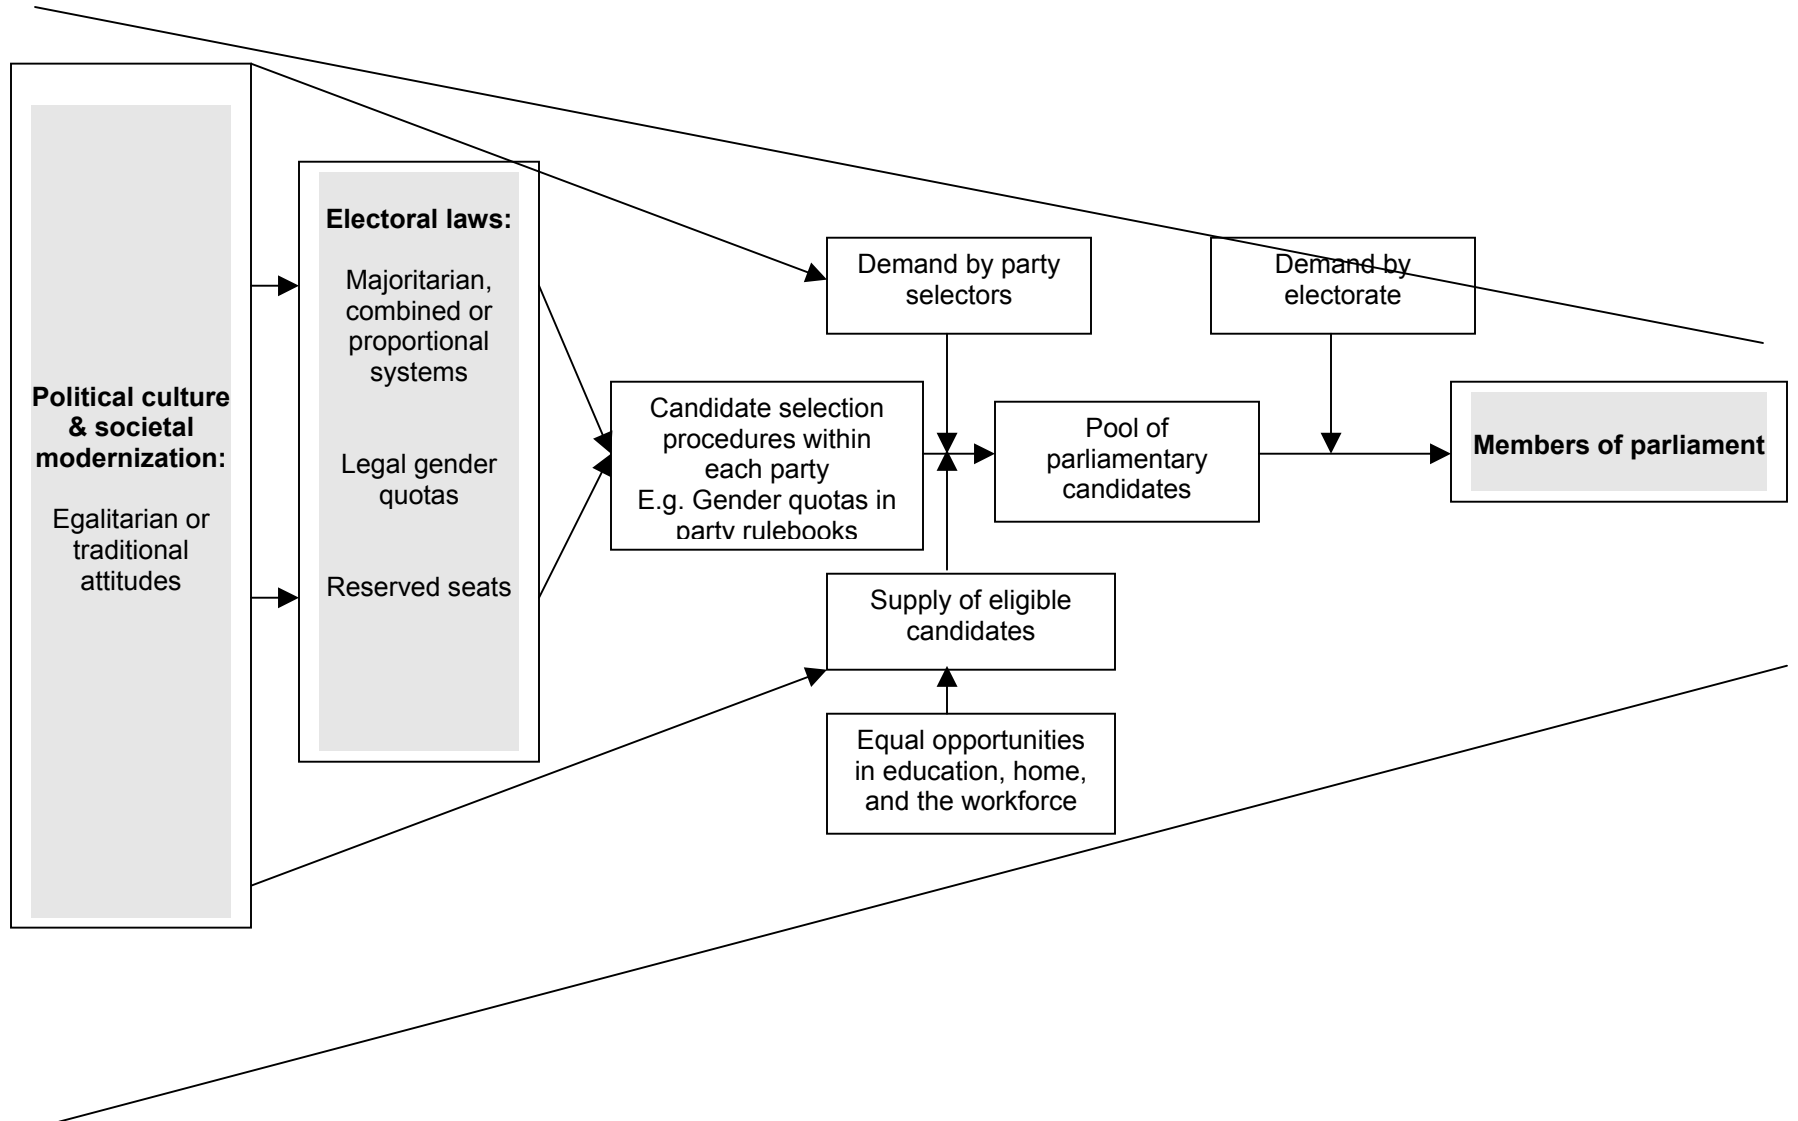 Political culture
& societal
modernization:
Egalitarian or
traditional
attitudes
Electoral laws:
Majoritarian,
combined or
proportional
systems
Legal gender
quotas
Reserved seats
Candidate selection
procedures within
each party
E.g. Gender quotas in
party rulebooks
Demand by party
selectors
Supply of eligible
candidates
Equal opportunities
in education, home,
and the workforce
Pool of
parliamentary
candidates
Demand by
electorate
Members of parliament